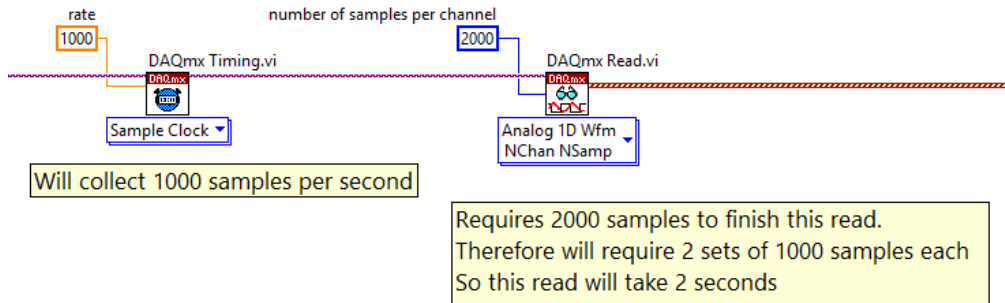 rate
number of samples per channel
1000
2000
DAQmx Timing.vi
DAQmx Read.vi
DAQmx
DAQmx
Sample Clock
Analog 1D Wfm
NChan NSamp
Will collect 1000 samples per second
Requires 2000 samples to finish this read.
Therefore will require 2 sets of 1000 samples each
So this read will take 2 seconds